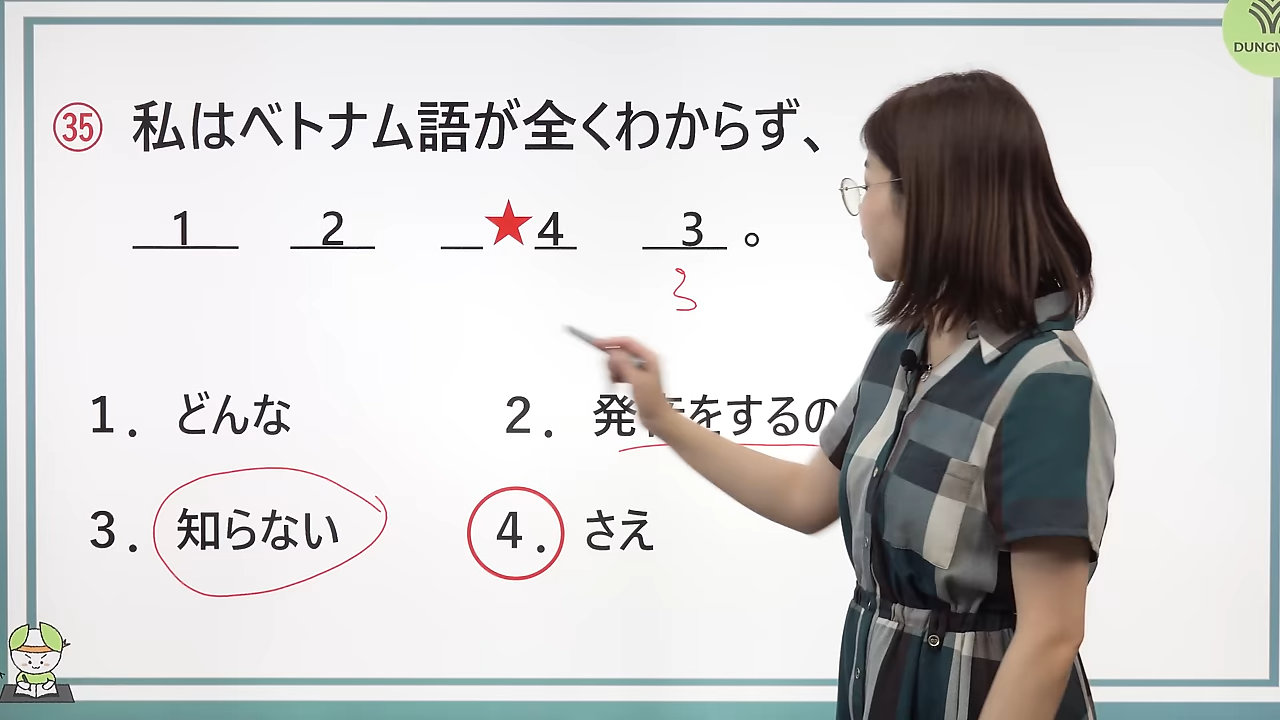 DUNGM
㉟ 私はベトナム語が全くわからず、
1 2 ★4 3 。
3
1. どんな 2. 発音をするの
3. 知らない 4. さえ